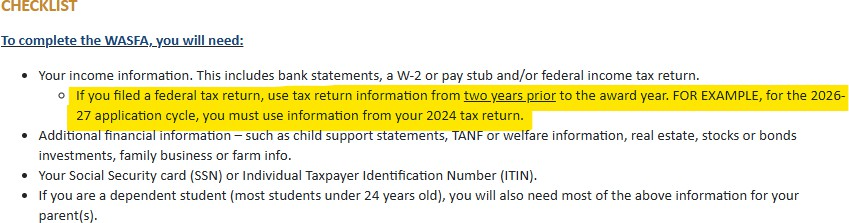 CHECKLIST
To complete the WASFA, you will need:
• Your income information. This includes bank statements, a W-2 or pay stub and/or federal income tax return.
o If you filed a federal tax return, use tax return information from two years prior to the award year. FOR EXAMPLE, for the 2026-
27 application cycle, you must use information from your 2024 tax return.
• Additional financial information – such as child support statements, TANF or welfare information, real estate, stocks or bonds
investments, family business or farm info.
• Your Social Security card (SSN) or Individual Taxpayer Identification Number (ITIN).
• If you are a dependent student (most students under 24 years old), you will also need most of the above information for your
parent(s).